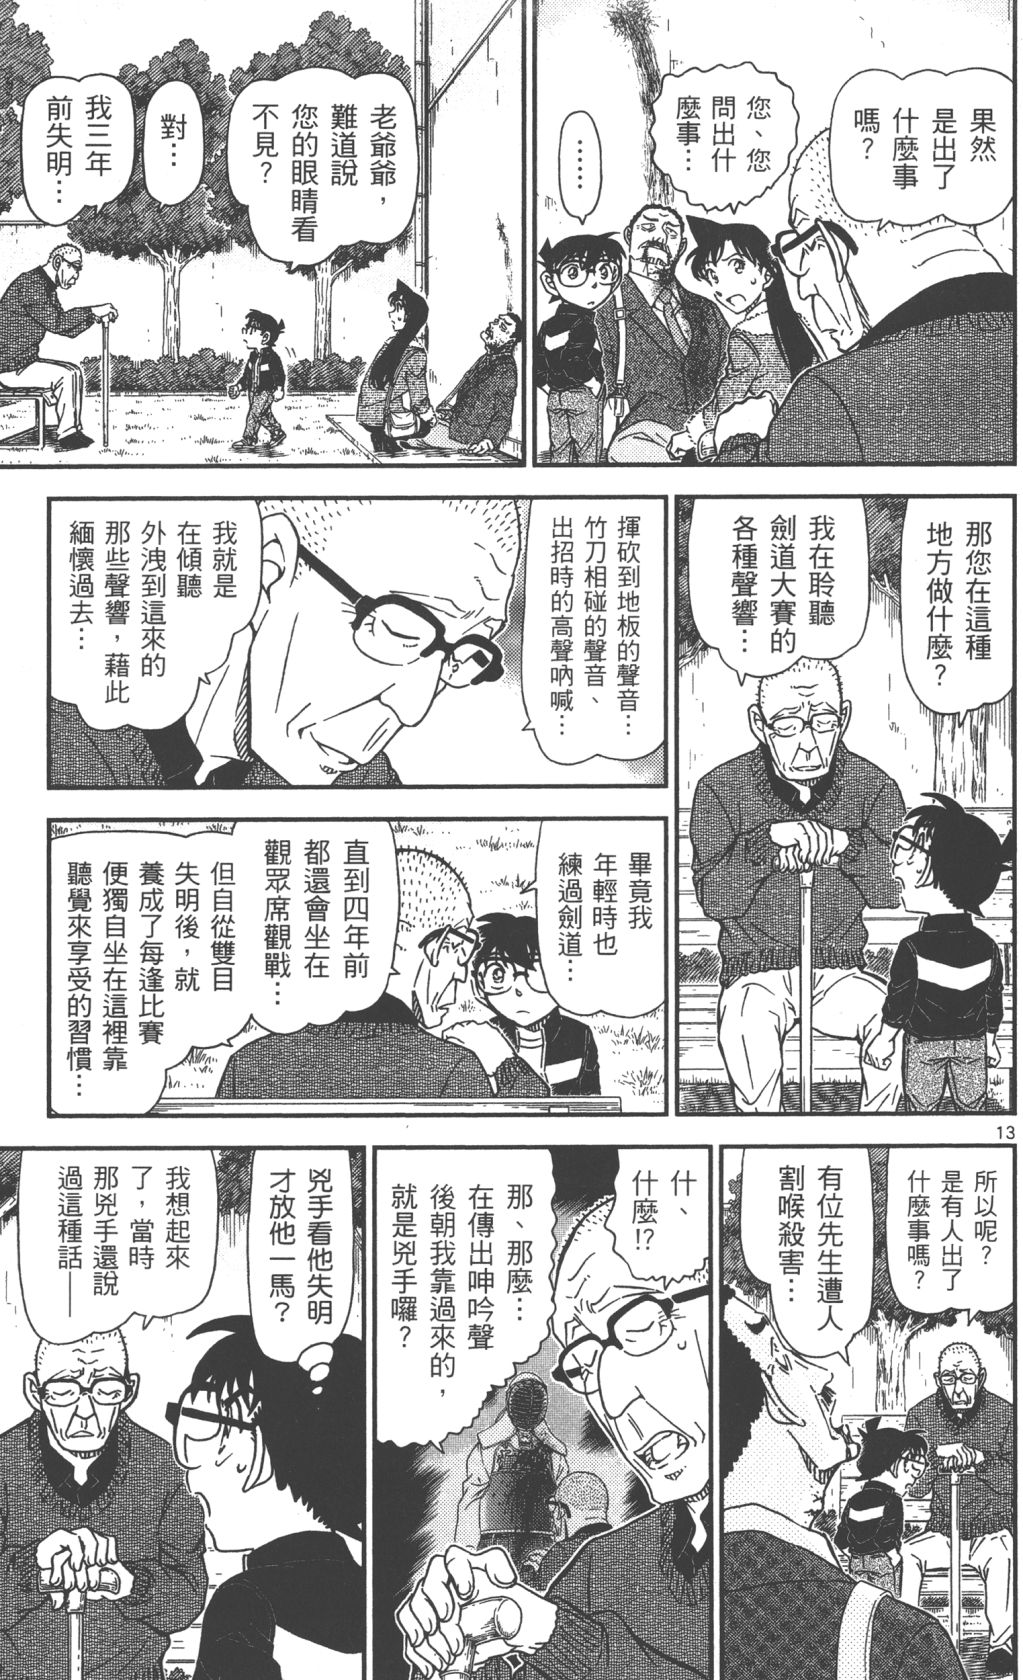 果然
是出了
什麼事
嗎？
您、您
問出什
麼事…
……
老爺爺，
難道說
您的眼睛看
不見？
對…
我三年
前失明…
那您在這種
地方做什麼？
我在聆聽
劍道大賽的
各種聲響…
揮砍到地板的聲音…
竹刀相碰的聲音、
出招時的高聲吶喊…
我就是
在傾聽
外洩到這來的
那些聲響，藉此
緬懷過去…
畢竟我
年輕時也
練過劍道…
直到四年前
都還會坐在
觀眾席觀戰…
但自從雙目
失明後，就
養成了每逢比賽
便獨自坐在這裡靠
聽覺來享受的習慣…
13
所以呢？
是有人出了
什麼事嗎？
有位先生遭人
割喉殺害…
什、
什麼!?
那、那麼…
在傳出呻吟聲
後朝我靠過來的，
就是兇手囉？
兇手看他失明
才放他一馬？
我想起來
了，當時
那兇手還說
過這種話——